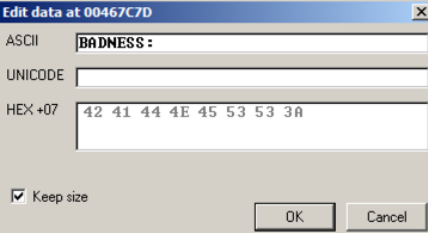 Edit data at 00467C7D
ASCII BADNESS:
UNICODE
HEX +07 42 41 44 4E 45 53 53 3A
Keep size
OK Cancel